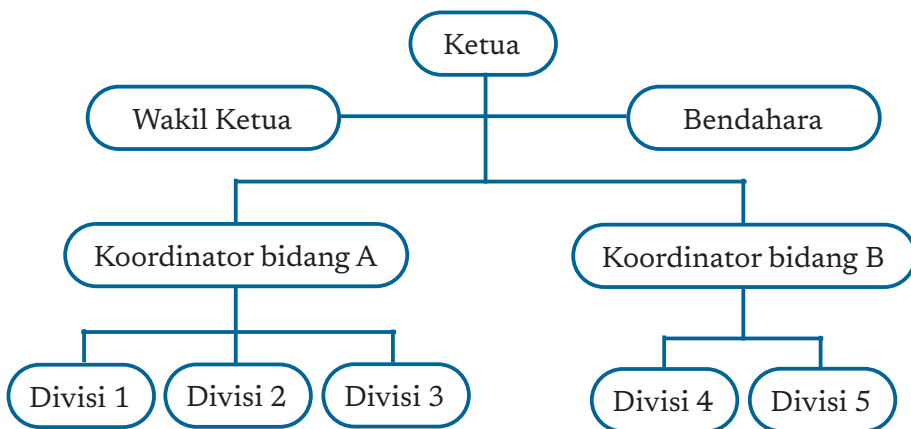 Ketua
Wakil Ketua
Bendahara
Koordinator bidang A
Koordinator bidang B
Divisi 1
Divisi 2
Divisi 3
Divisi 4
Divisi 5